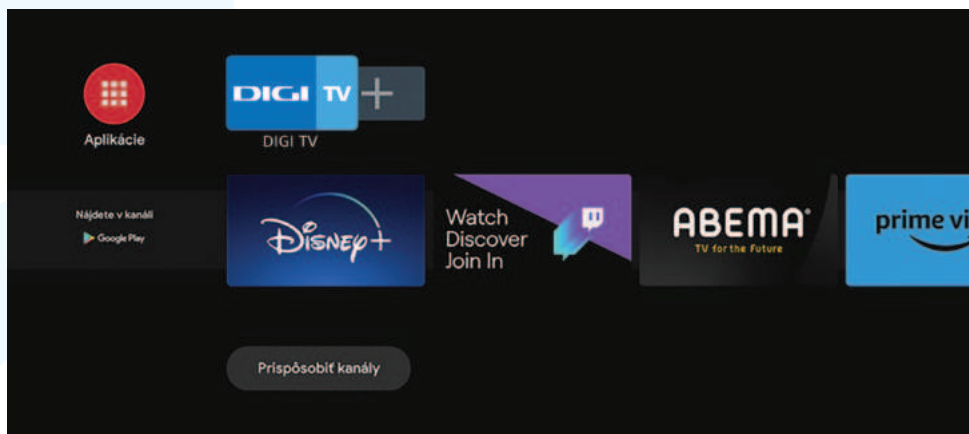 DIGI TV
Aplikácie
DIGI TV
Nájdete v kanáli
Google Play
Disney+
Watch
Discover
Join In
ABEMA
TV for the Future
prime vi
Prispôsobiť kanály